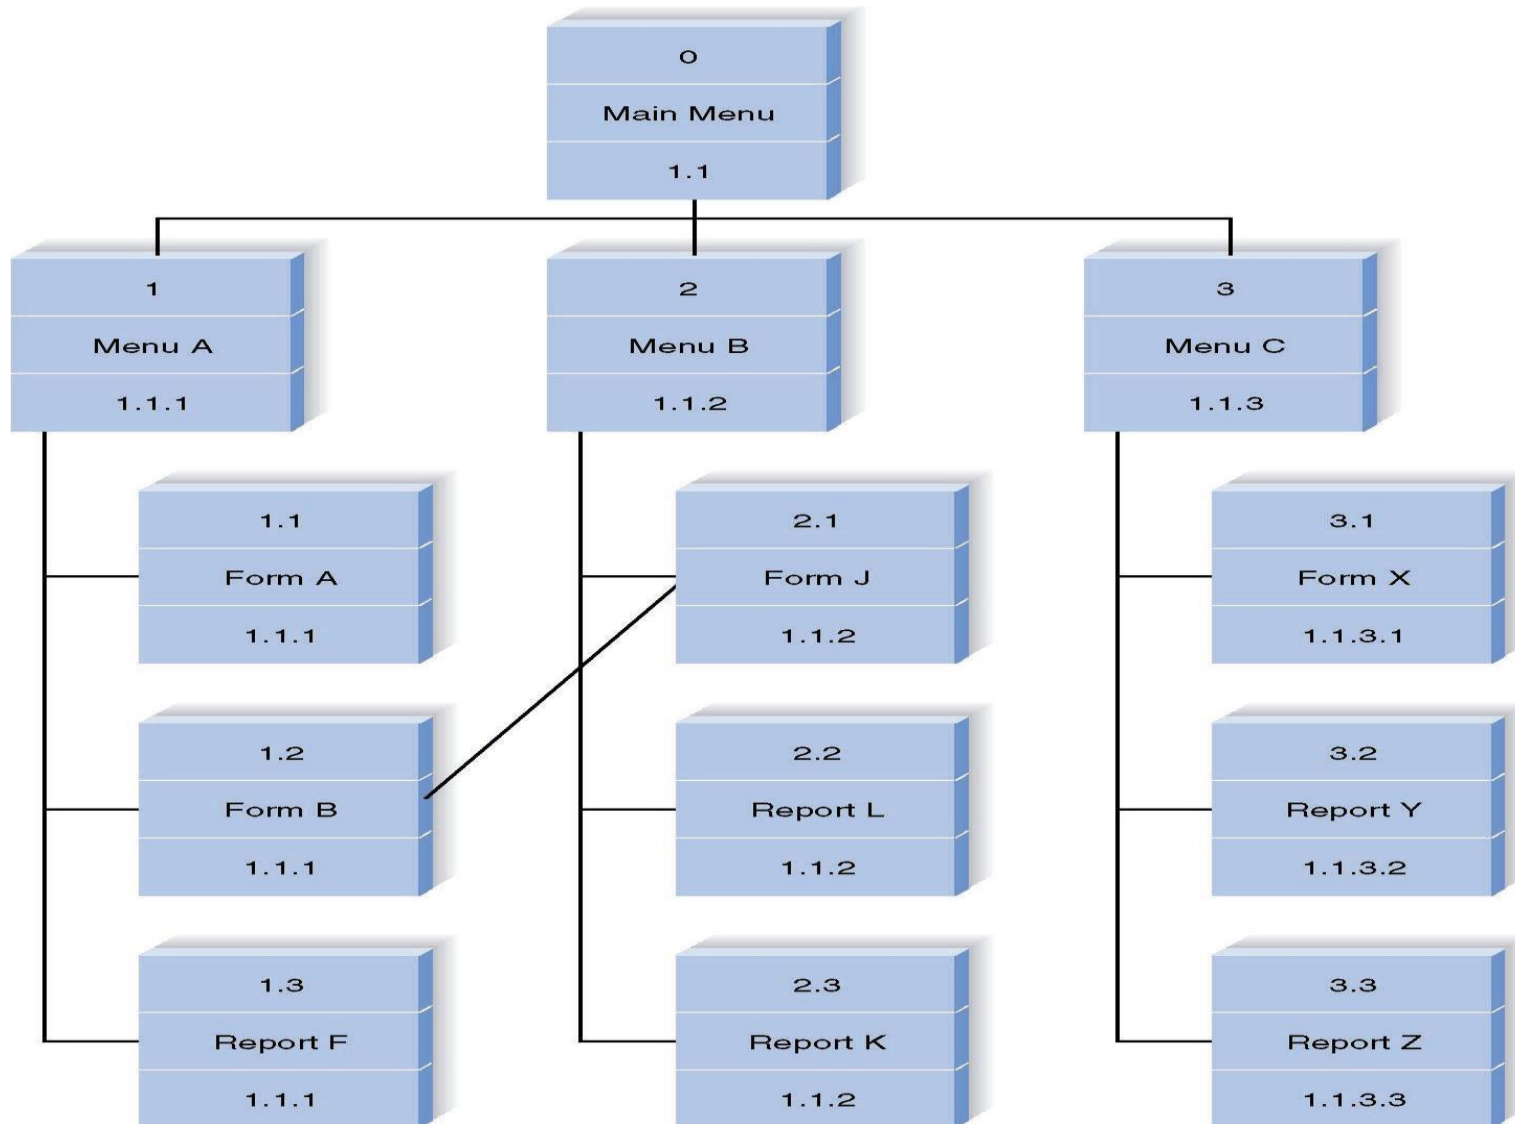 0
Main Menu
1.1
1
Menu A
1.1.1
2
Menu B
1.1.2
3
Menu C
1.1.3
1.1
Form A
1.1.1
1.2
Form B
1.1.1
1.3
Report F
1.1.1
2.1
Form J
1.1.2
2.2
Report L
1.1.2
2.3
Report K
1.1.2
3.1
Form X
1.1.3.1
3.2
Report Y
1.1.3.2
3.3
Report Z
1.1.3.3